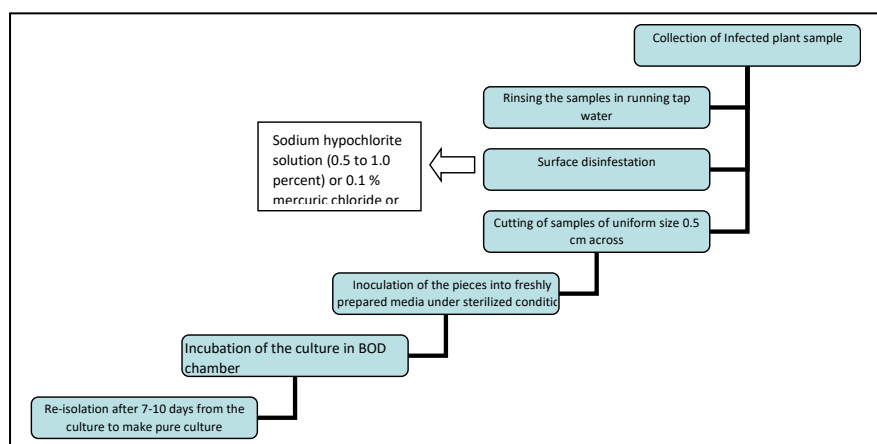 Collection of Infected plant sample
Rinsing the samples in running tap
water
Sodium hypochlorite
solution (0.5 to 1.0
percent) or 0.1 %
mercuric chloride or
Surface disinfestation
Cutting of samples of uniform size 0.5
cm across
Inoculation of the pieces into freshly
prepared media under sterilized conditic
Incubation of the culture in BOD
chamber
Re-isolation after 7-10 days from the
culture to make pure culture